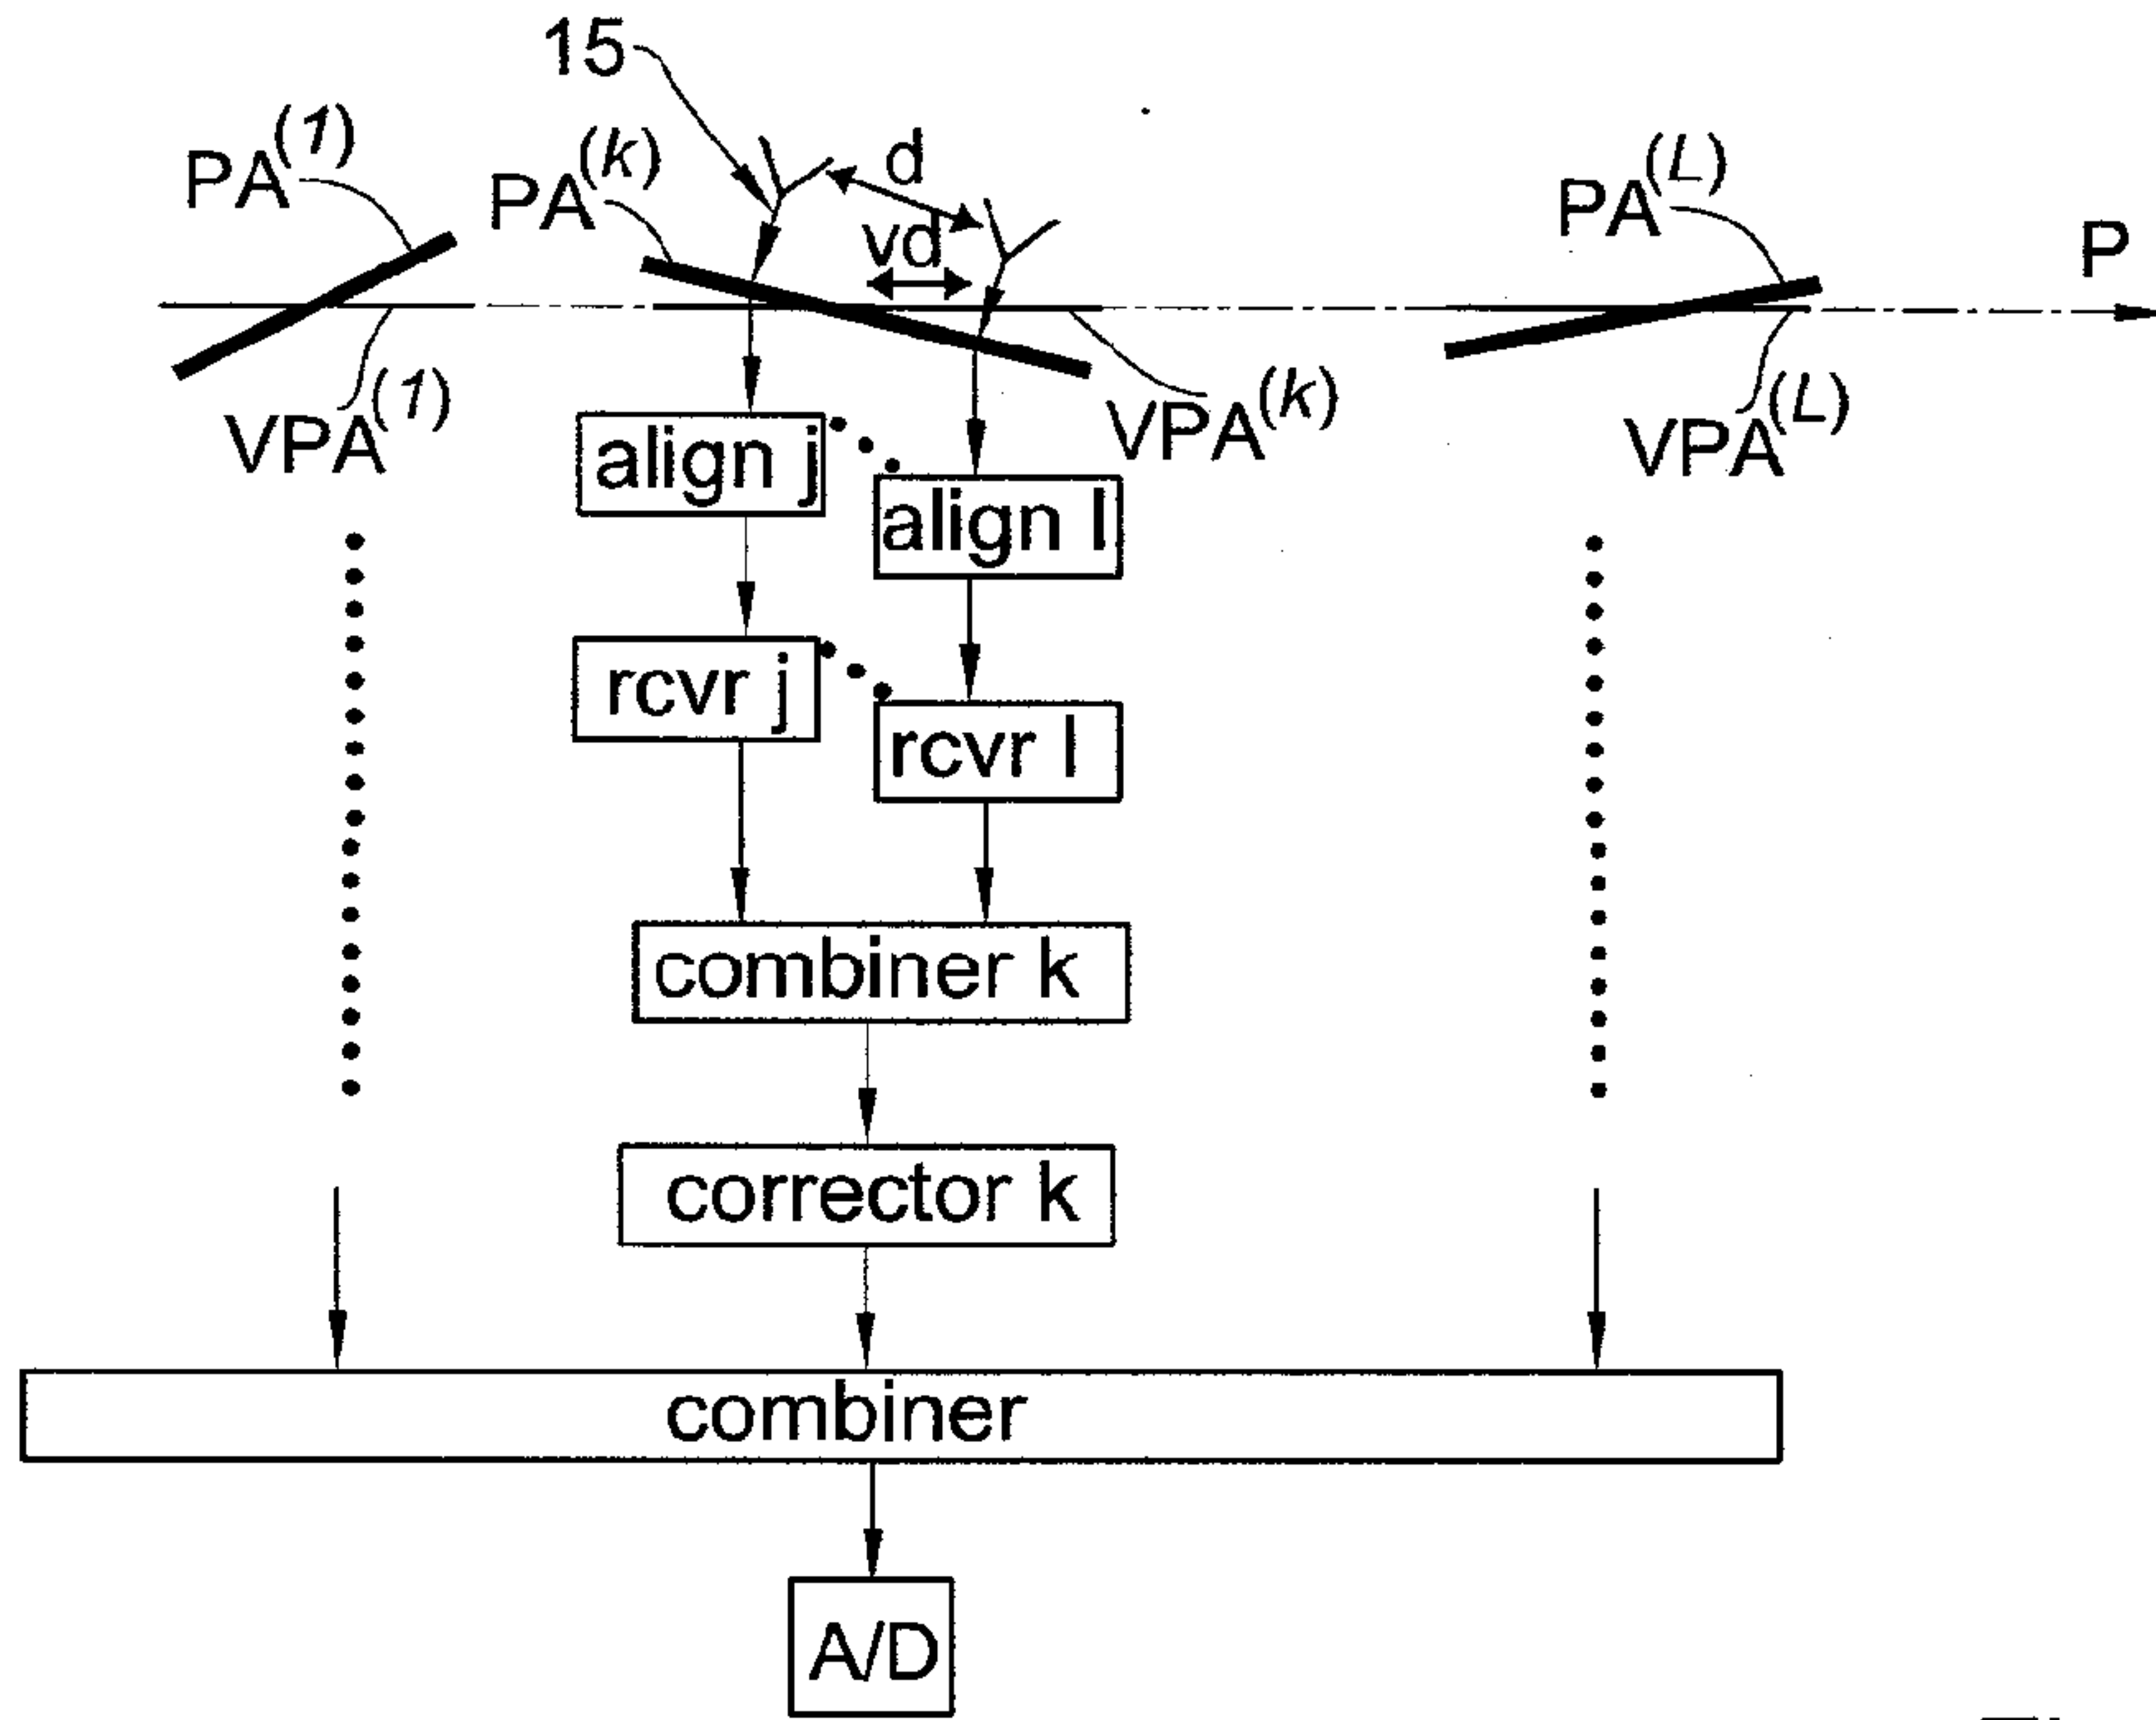 15
PA(1)
PA(k)
d
vd
PA(L)
P
VPA(1)
VPA(k)
VPA(L)
align j
align l
rcvr j
rcvr l
combiner k
corrector k
combiner
A/D